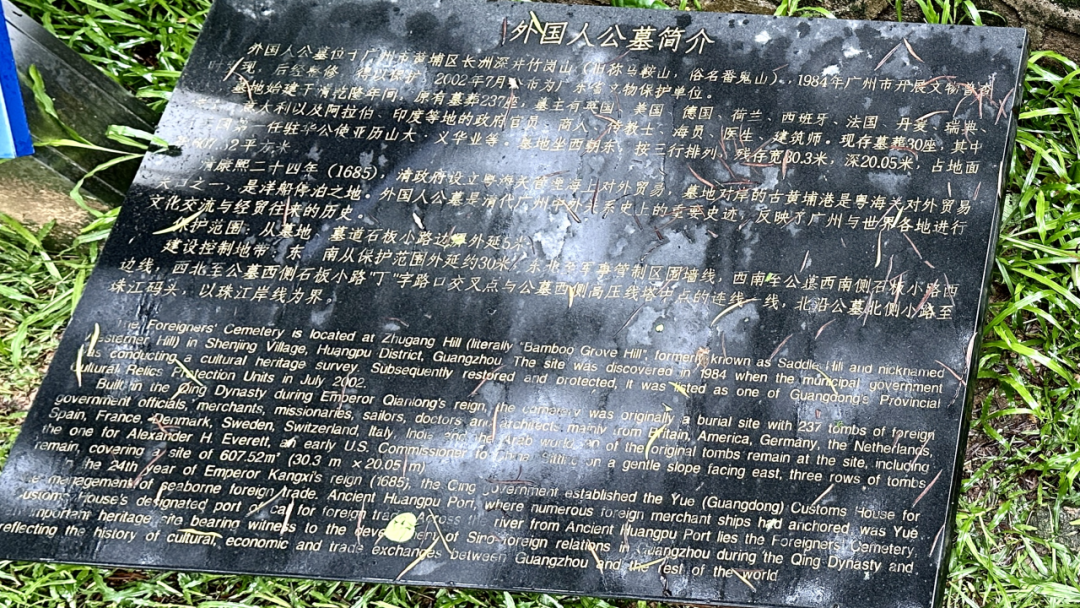 外国人公墓简介
外国人公墓位于广州市黄埔区长洲深井竹岗山（旧称马鞍山，俗名番鬼山），1984年广州市开展文物普查
时发现，后经整修，得以保护，2002年7月公布为广东省文物保护单位。
墓地始建于清乾隆年间，原有墓葬237座，墓主有英国、美国、德国、荷兰、西班牙、法国、丹麦、瑞典、
意大利以及阿拉伯、印度等地的政府官员、商人、传教士、海员、医生、建筑师。现存墓葬30座，其中
第一任驻华公使亚历山大·义华业等。墓地坐西朝东，按三行排列，残存宽30.3米，深20.05米，占地面
平方米。
清康熙二十四年（1685），清政府设立粤海关管理海上对外贸易，墓地对岸的古黄埔港是粤海关对外贸易
之一，是洋船停泊之地。外国人公墓是清代广州中外关系史上的重要史迹，反映了广州与世界各地进行
文化交流与经贸往来的历史。
保护范围：从墓地、墓道石板小路边缘外延5米。
建设控制地带：东、南从保护范围外延约30米，东北至军事管制区围墙线，西南至公墓西南侧石板小路西
边线，西北至公墓西侧石板小路"丁"字路口交叉点与公墓西侧高压线塔中点的连线一线，北沿公墓北侧小路至
珠江码头，以珠江岸线为界。
The Foreigners' Cemetery is located at Zhugang Hill (literally "Bamboo Grove Hill", formerly known as Saddle Hill and nicknamed
Westerner Hill) in Shenjing Village, Huangpu District, Guangzhou. The site was discovered in 1984 when the municipal government
was conducting a cultural heritage survey. Subsequently restored and protected, it was listed as one of Guangdong's Provincial
Cultural Relics Protection Units in July 2002.
Built in the Qing Dynasty during Emperor Qianlong's reign, the cemetery was originally a burial site with 237 tombs of foreign
government officials, merchants, missionaries, sailors, doctors and architects mainly from Britain, America, Germany, the Netherlands,
Spain, France, Denmark, Sweden, Switzerland, Italy, India and the Arab world. of the original tombs remain at the site, including
the one for Alexander H. Everett, an early U.S. Commissioner to China. Sitting on a gentle slope facing east, three rows of tombs
remain, covering a site of 607.52m² (30.3 m ×20.05 m)
In the 24th year of Emperor Kangxi's reign (1685), the Qing government established the Yue (Guangdong) Customs House for
the management of seaborne foreign trade. Ancient Huangpu Port, where numerous foreign merchant ships had anchored, was Yue
Customs House's designated port of call for foreign trade. Across the river from Ancient Huangpu Port lies the Foreigners' Cemetery,
an important heritage site bearing witness to the development of Sino-foreign relations in Guangzhou during the Qing Dynasty and
reflecting the history of cultural, economic and trade exchanges between Guangzhou and the rest of the world.